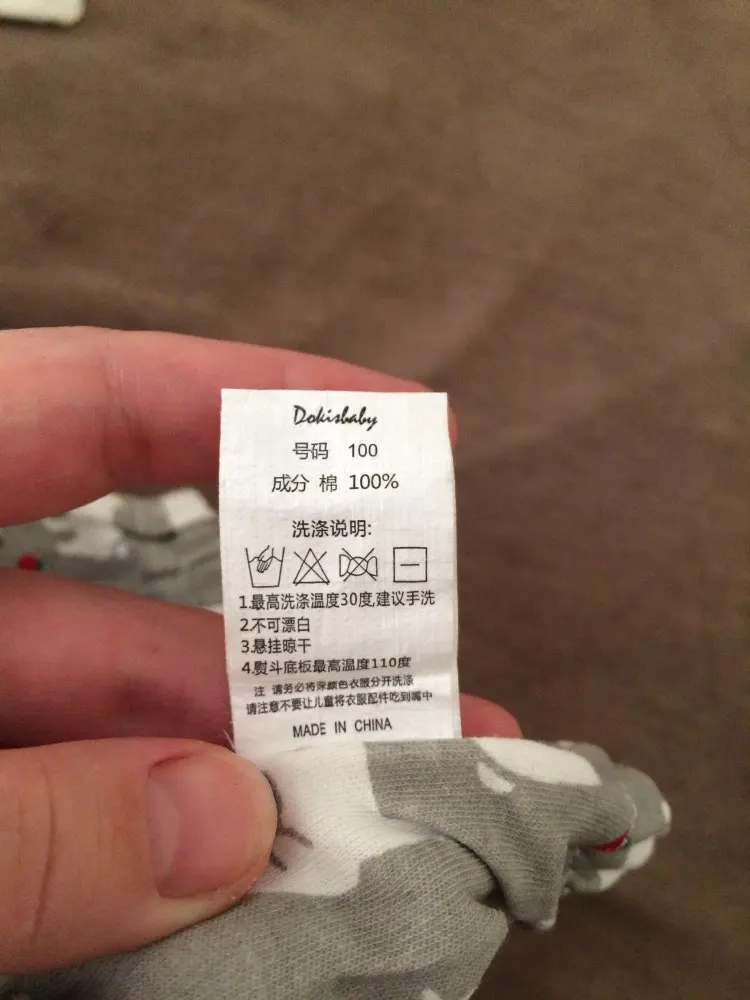 Dokisbaby
号码 100
成分 棉 100%
洗涤说明:
1.最高洗涤温度30度,建议手洗
2.不可漂白
3.悬挂晾干
4.熨斗底板最高温度110度
注 请务必将深颜色衣服分开洗涤
请注意不要让儿童将衣服配件吃到嘴中
MADE IN CHINA